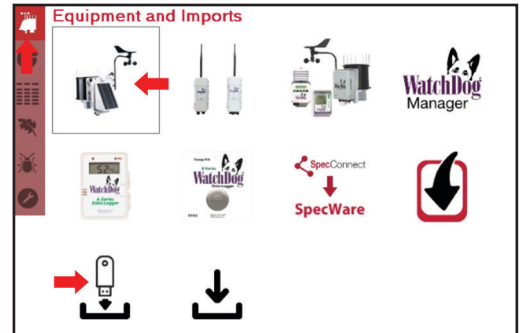 Equipment and Imports
WatchDog
Manager
WatchDog
A-Series
Data Logger
B-Series
WatchDog
Data Logger
SpecConnect
SpecWare